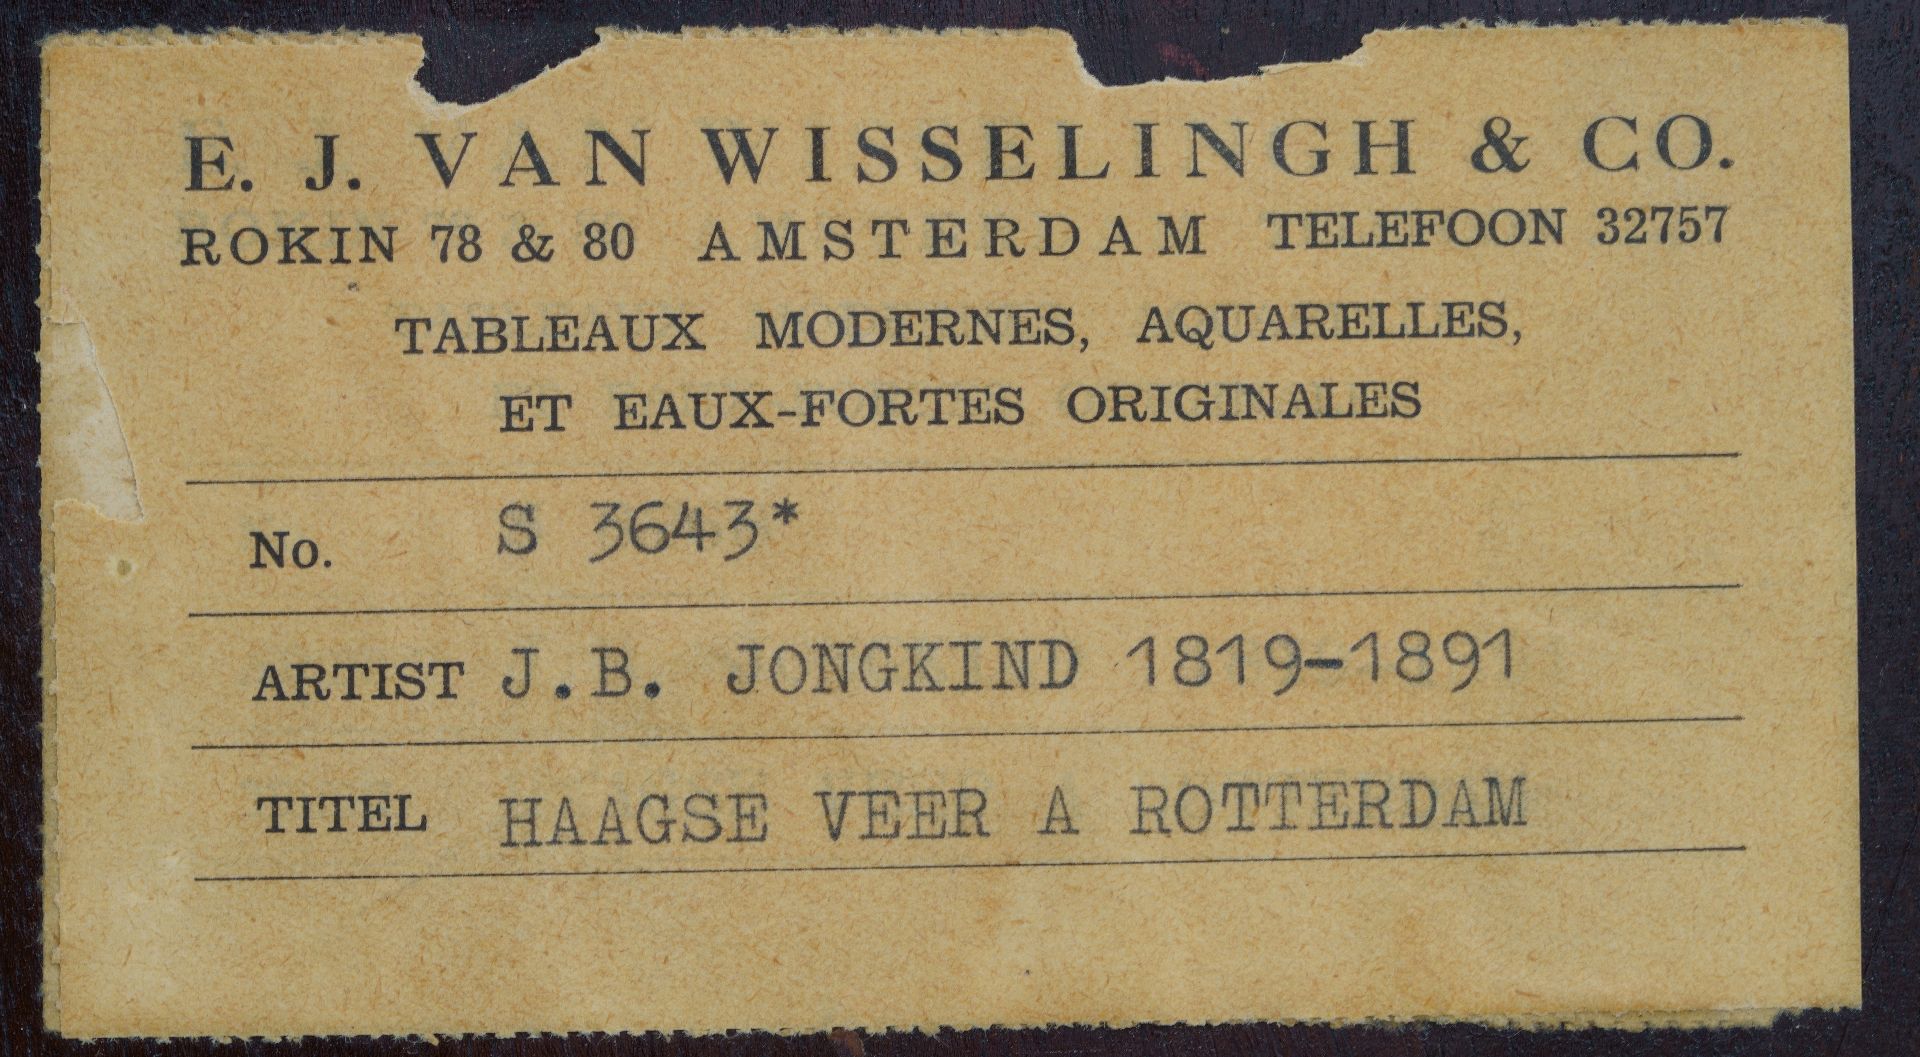 E. J. VAN WISSELINGH & CO.
ROKIN 78 & 80 AMSTERDAM TELEFOON 32757
TABLEAUX MODERNES, AQUARELLES,
ET EAUX-FORTES ORIGINALES
No. S 3643*
ARTIST J.B. JONGKIND 1819-1891
TITEL HAAGSE VEER A ROTTERDAM